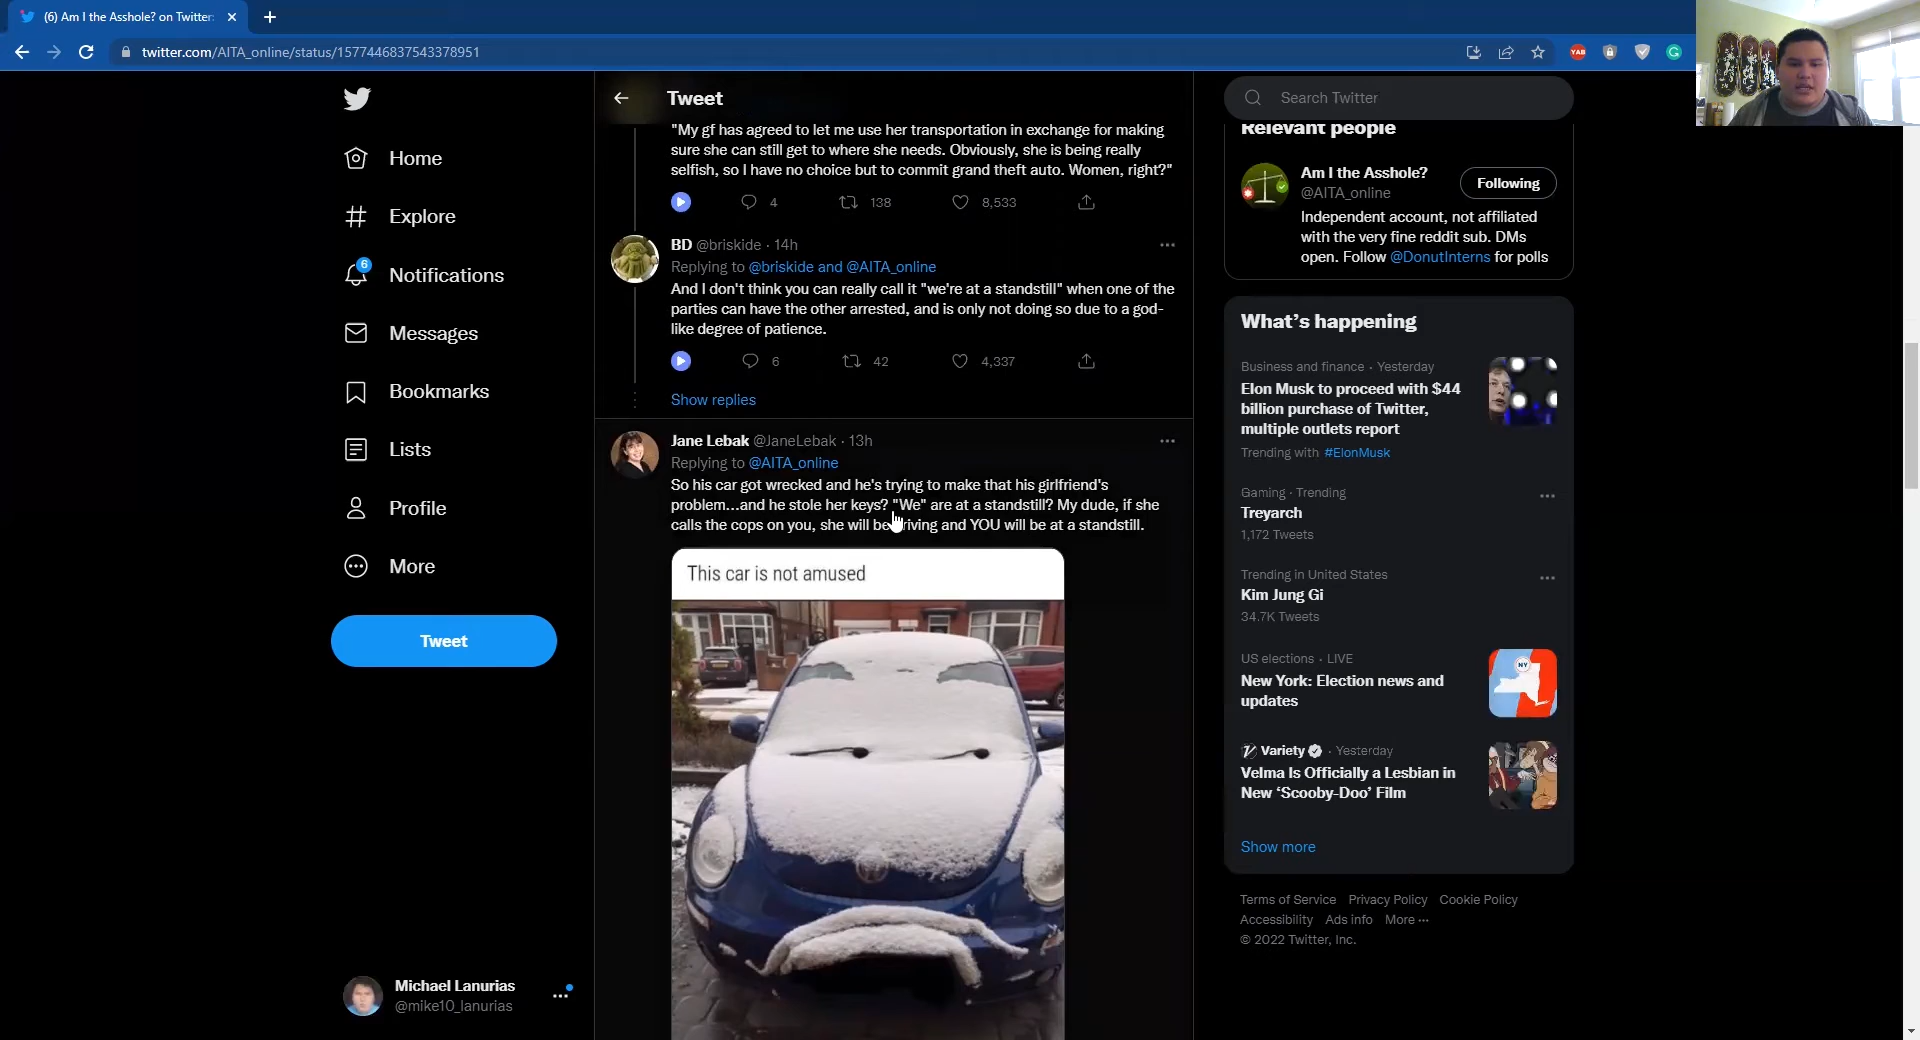 (6) Am I the Asshole? on Twitter:
twitter.com/AITA_online/status/1577446837543378951
YAB
Home
Explore
6
Notifications
Messages
Bookmarks
Lists
Profile
More
Tweet
Michael Lanurias
@mike10_lanurias
Tweet
"My gf has agreed to let me use her transportation in exchange for making
sure she can still get to where she needs. Obviously, she is being really
selfish, so I have no choice but to commit grand theft auto. Women, right?"
4 138 8,533
BD @briskide · 14h
Replying to @briskide and @AITA_online
And I don't think you can really call it "we're at a standstill" when one of the
parties can have the other arrested, and is only not doing so due to a god-
like degree of patience.
6 42 4,337
Show replies
Jane Lebak @JaneLebak · 13h
Replying to @AITA_online
So his car got wrecked and he's trying to make that his girlfriend's
problem...and he stole her keys? "We" are at a standstill? My dude, if she
calls the cops on you, she will be riving and YOU will be at a standstill.
This car is not amused
Search Twitter
Relevant people
Am I the Asshole?
@AITA_online
Following
Independent account, not affiliated
with the very fine reddit sub. DMs
open. Follow @DonutInterns for polls
What's happening
Business and finance · Yesterday
Elon Musk to proceed with $44
billion purchase of Twitter,
multiple outlets report
Trending with #ElonMusk
Gaming · Trending
Treyarch
1,172 Tweets
Trending in United States
Kim Jung Gi
34.7K Tweets
US elections · LIVE
New York: Election news and
updates
NY
Variety · Yesterday
Velma Is Officially a Lesbian in
New 'Scooby-Doo' Film
Show more
Terms of Service Privacy Policy Cookie Policy
Accessibility Ads info More ···
© 2022 Twitter, Inc.